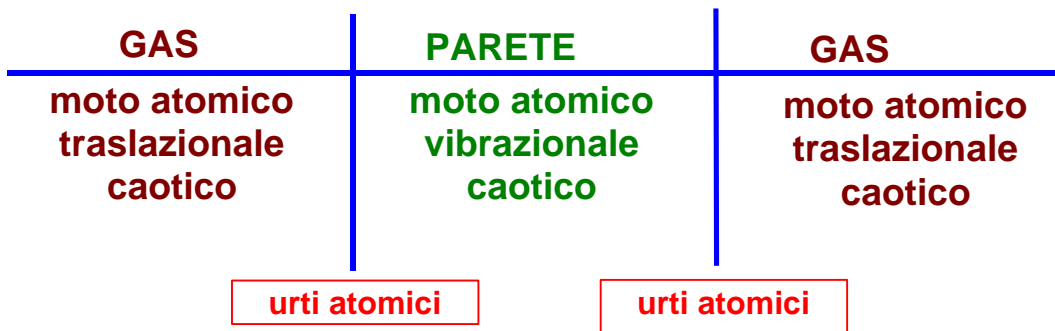 GAS
PARETE
GAS
moto atomico
traslazionale
caotico
moto atomico
vibrazionale
caotico
moto atomico
traslazionale
caotico
urti atomici
urti atomici